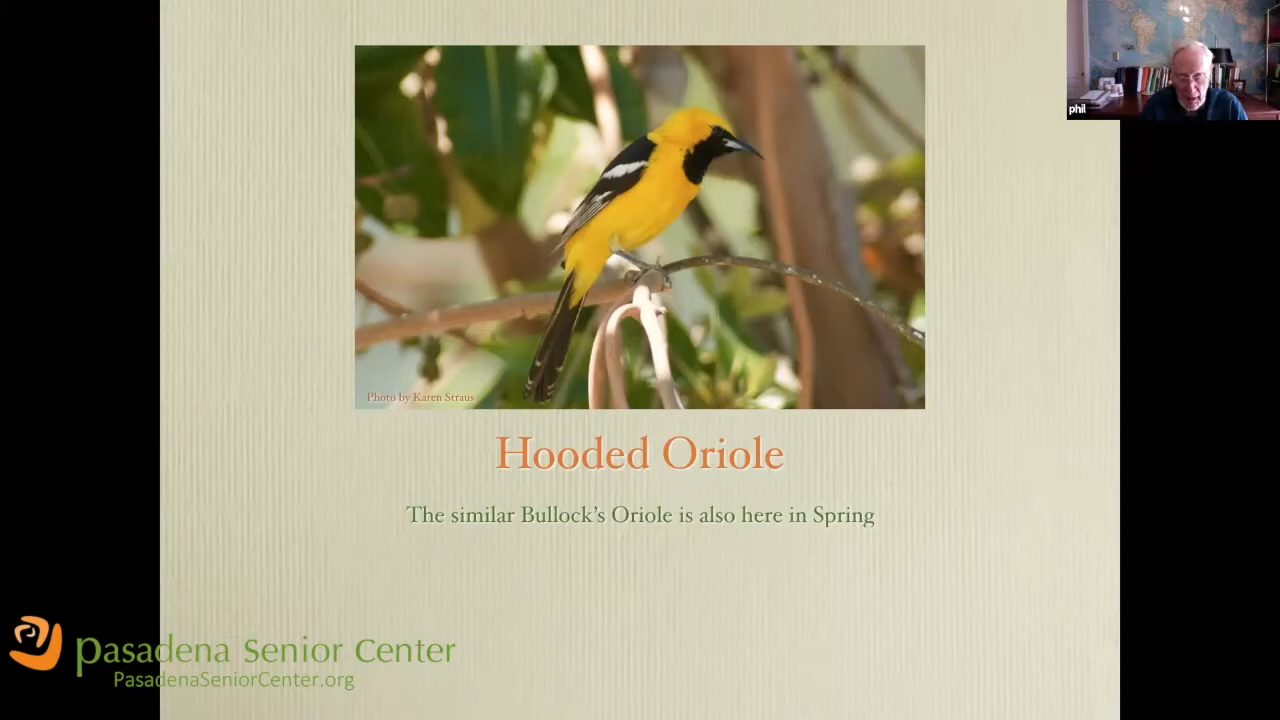 phil
Photo by Karen Straus
Hooded Oriole
The similar Bullock's Oriole is also here in Spring
Pasadena Senior Center
PasadenaSeniorCenter.org